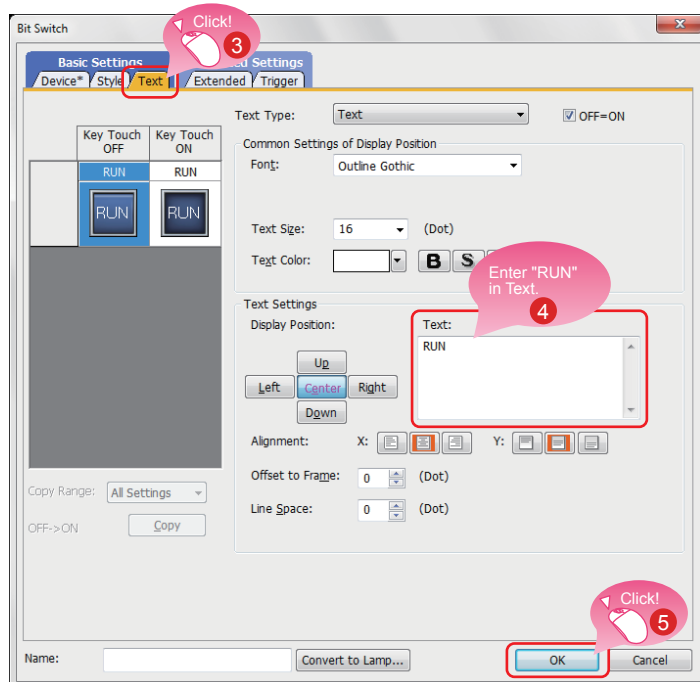 Bit Switch
Click!
3
Basic Settings
ed Settings
Device* Style Text Extended Trigger
Text Type: Text OFF=ON
Key Touch OFF Key Touch ON
RUN RUN
RUN RUN
Common Settings of Display Position
Font: Outline Gothic
Text Size: 16 (Dot)
Text Color: B S
Enter "RUN"
in Text.
4
Text Settings
Display Position: Text:
RUN
Up
Left Center Right
Down
Alignment: X: Y:
Offset to Frame: 0 (Dot)
Line Space: 0 (Dot)
Copy Range: All Settings
OFF->ON Copy
Click!
5
Name: Convert to Lamp... OK Cancel